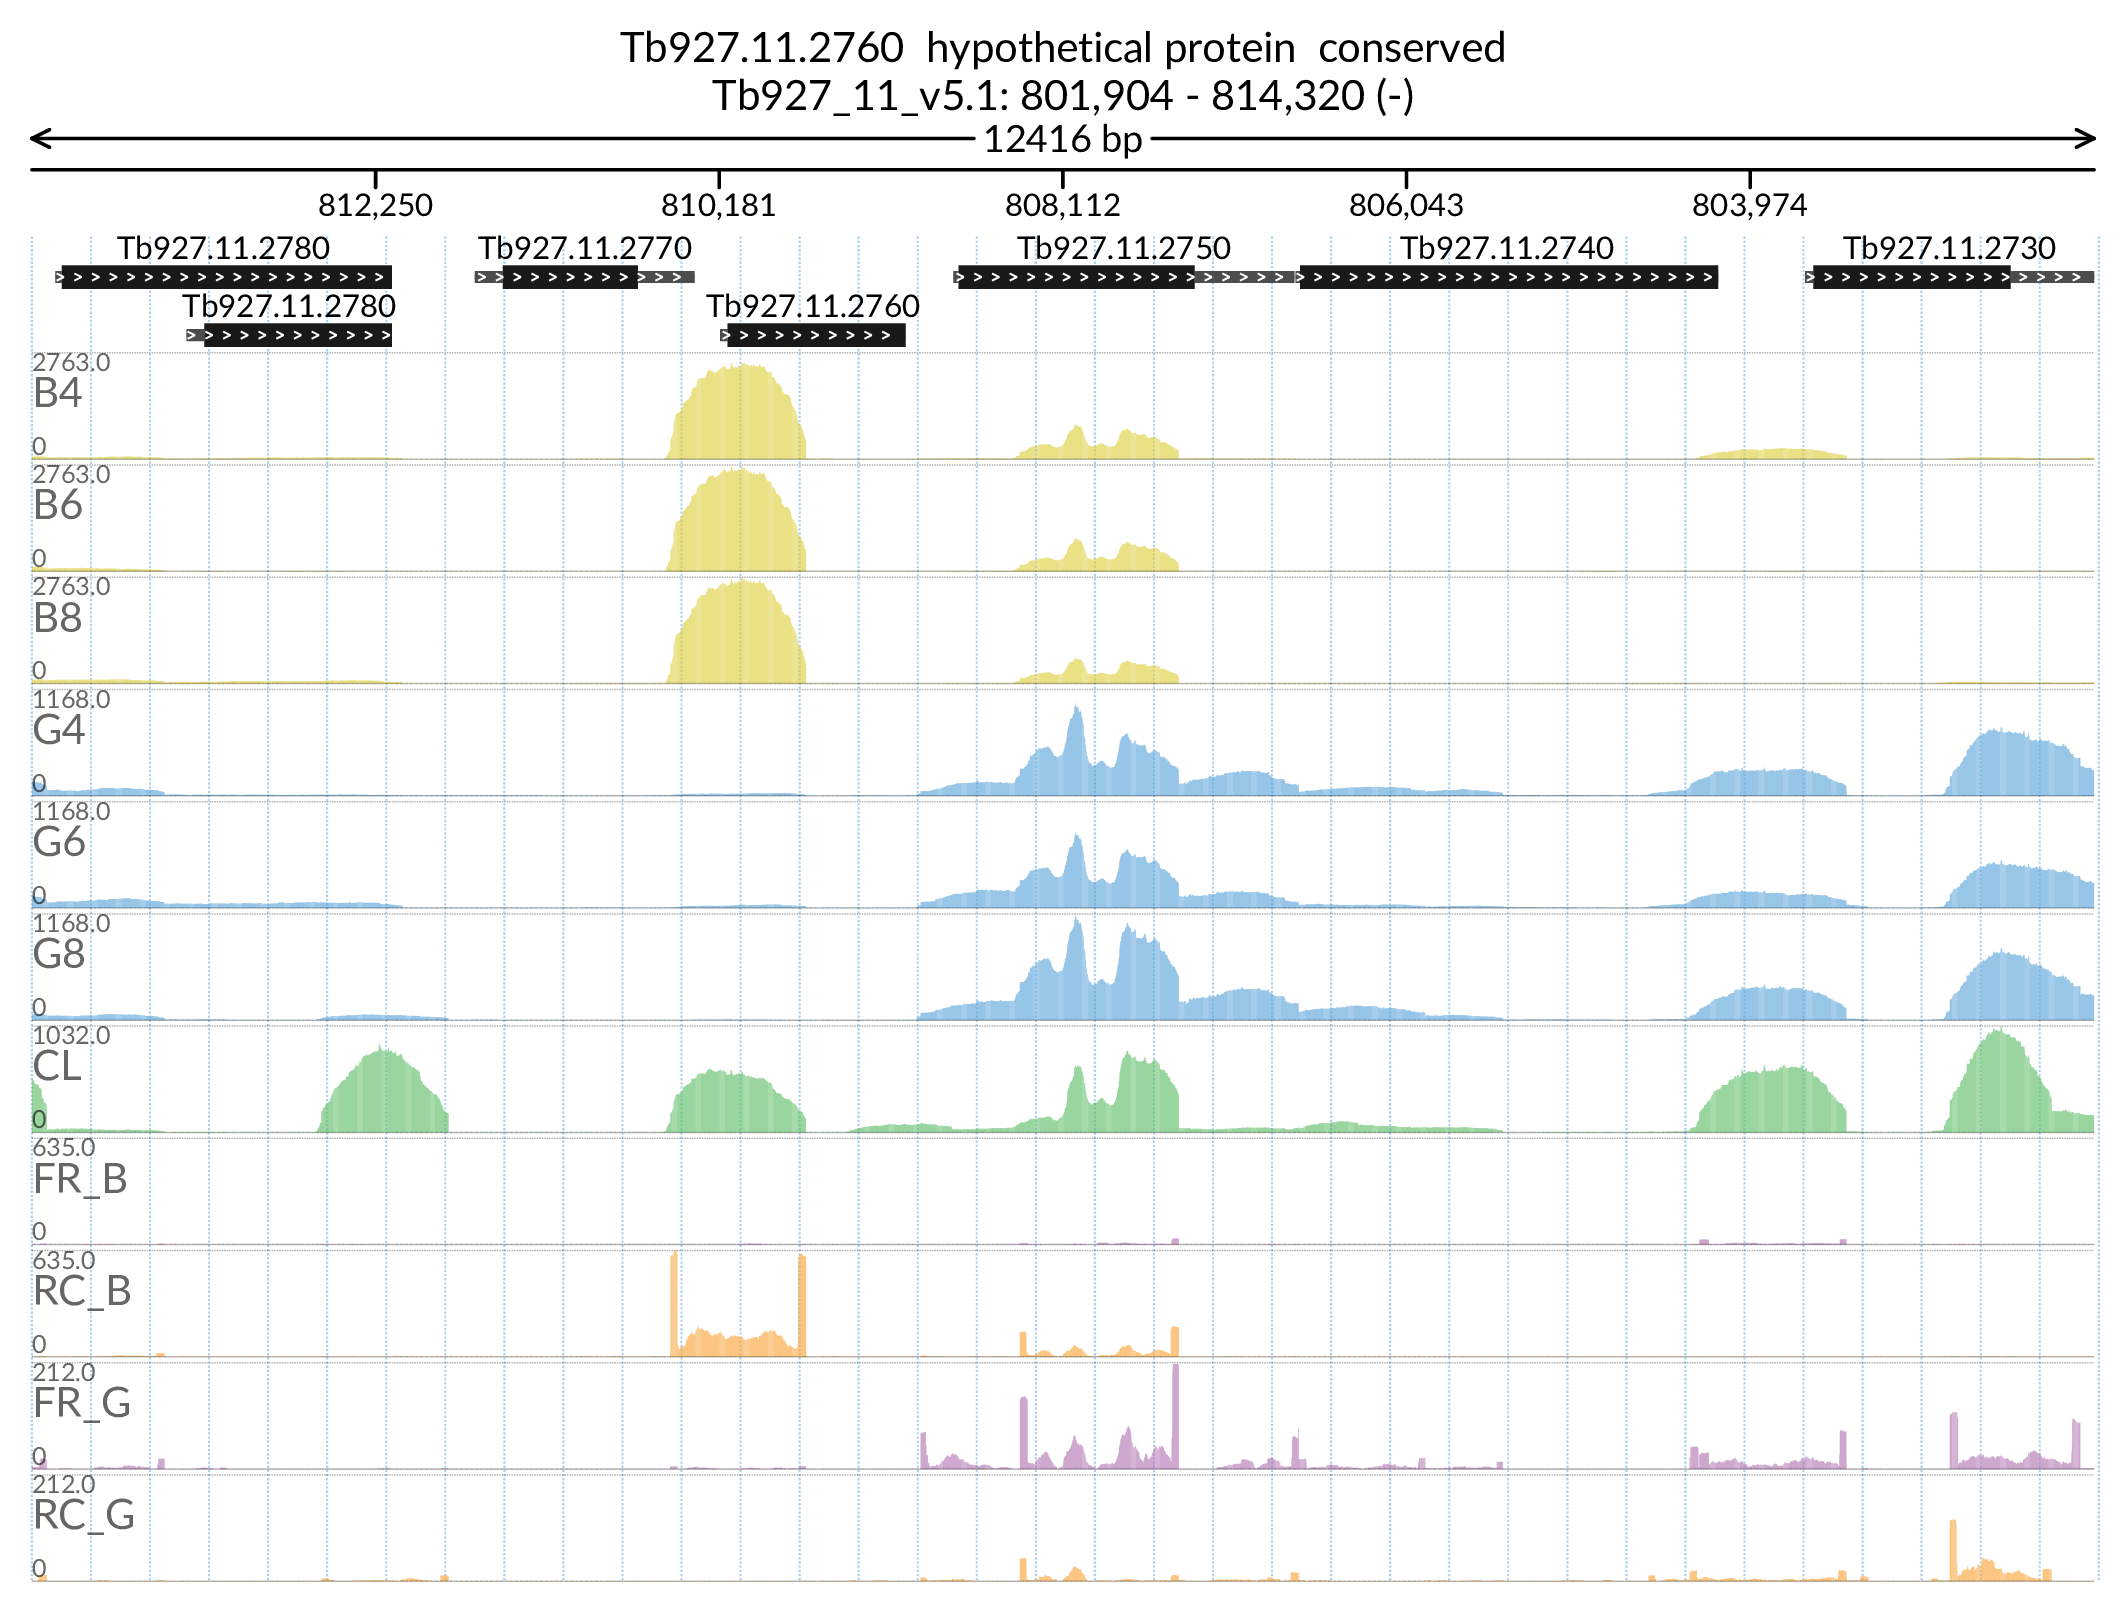 Tb927.11.2760  hypothetical protein  conserved
Tb927_11_v5.1: 801,904 - 814,320 (-)
12416 bp
812,250 810,181 808,112 806,043 803,974
Tb927.11.2780 Tb927.11.2770 Tb927.11.2750 Tb927.11.2740 Tb927.11.2730
Tb927.11.2780 Tb927.11.2760
2763.0
B4
0
2763.0
B6
0
2763.0
B8
0
1168.0
G4
0
1168.0
G6
0
1168.0
G8
0
1032.0
CL
0
635.0
FR_B
0
635.0
RC_B
0
212.0
FR_G
0
212.0
RC_G
0